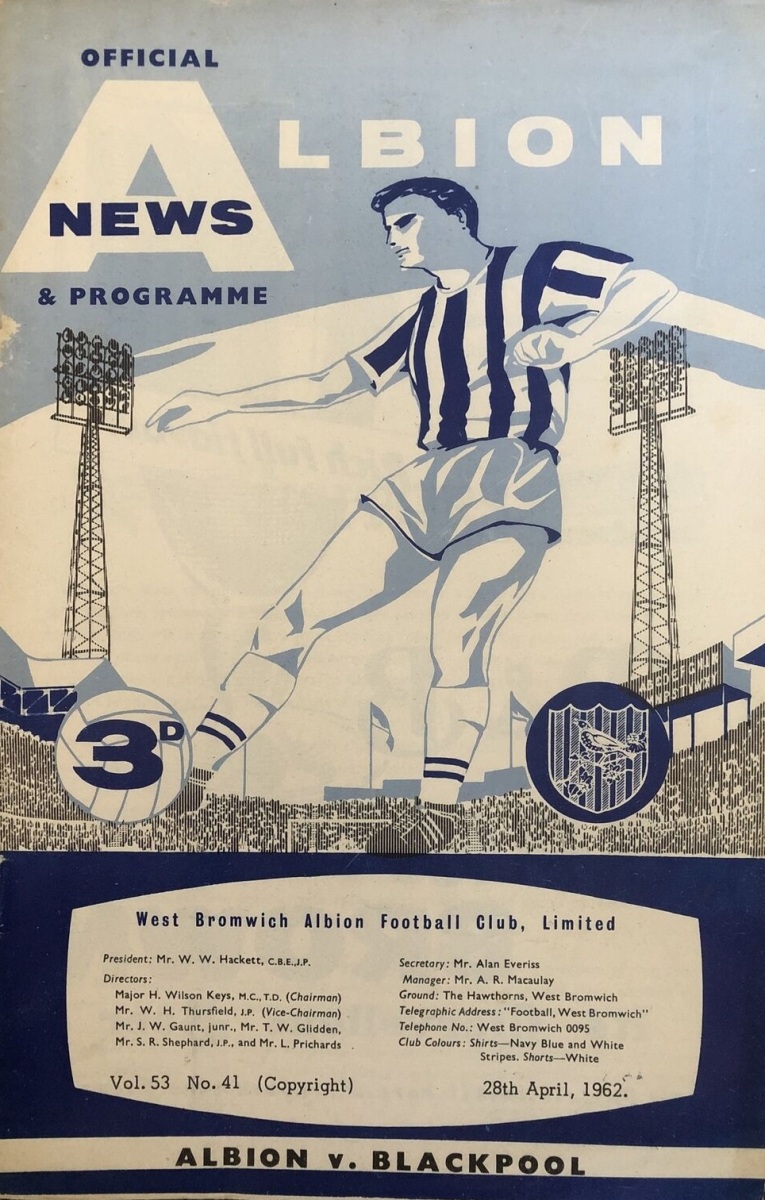 OFFICIAL
ALBION
NEWS
& PROGRAMME
3D
West Bromwich Albion Football Club, Limited
President: Mr. W. W. Hackett, C.B.E.,J.P.
Directors:
Major H. Wilson Keys, M.C., T.D. (Chairman)
Mr. W. H. Thursfield, J.P. (Vice-Chairman)
Mr. J. W. Gaunt, junr., Mr. T. W. Glidden,
Mr. S. R. Shephard, J.P., and Mr. L. Prichards
Secretary: Mr. Alan Everiss
Manager: Mr. A. R. Macaulay
Ground: The Hawthorns, West Bromwich
Telegraphic Address: "Football, West Bromwich"
Telephone No.: West Bromwich 0095
Club Colours: Shirts—Navy Blue and White
Stripes. Shorts—White
Vol. 53 No. 41 (Copyright)
28th April, 1962.
ALBION v. BLACKPOOL